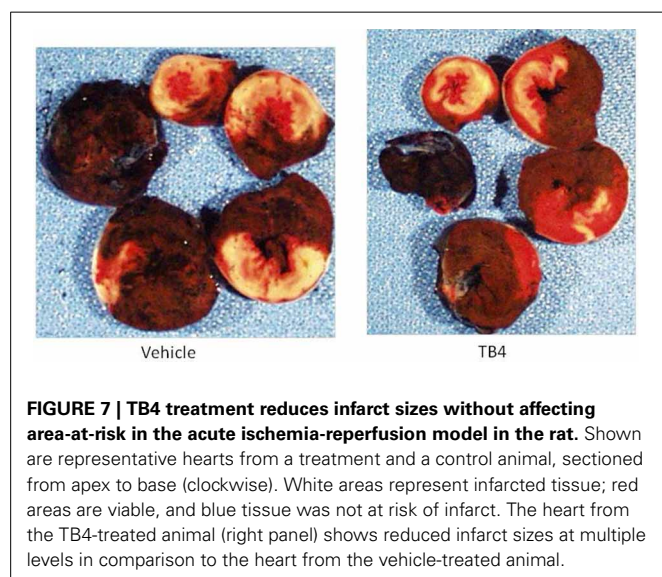 Vehicle
TB4
FIGURE 7 | TB4 treatment reduces infarct sizes without affecting
area-at-risk in the acute ischemia-reperfusion model in the rat. Shown
are representative hearts from a treatment and a control animal, sectioned
from apex to base (clockwise). White areas represent infarcted tissue; red
areas are viable, and blue tissue was not at risk of infarct. The heart from
the TB4-treated animal (right panel) shows reduced infarct sizes at multiple
levels in comparison to the heart from the vehicle-treated animal.